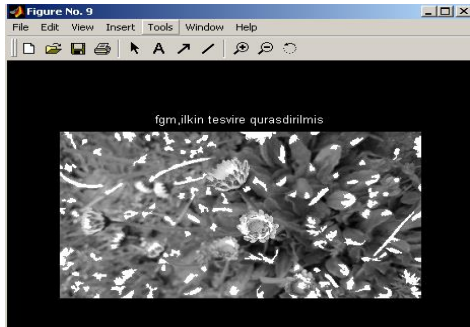 Figure No. 9
File Edit View Insert Tools Window Help
A
fgm,ilkin tesvire qurasdirilmis